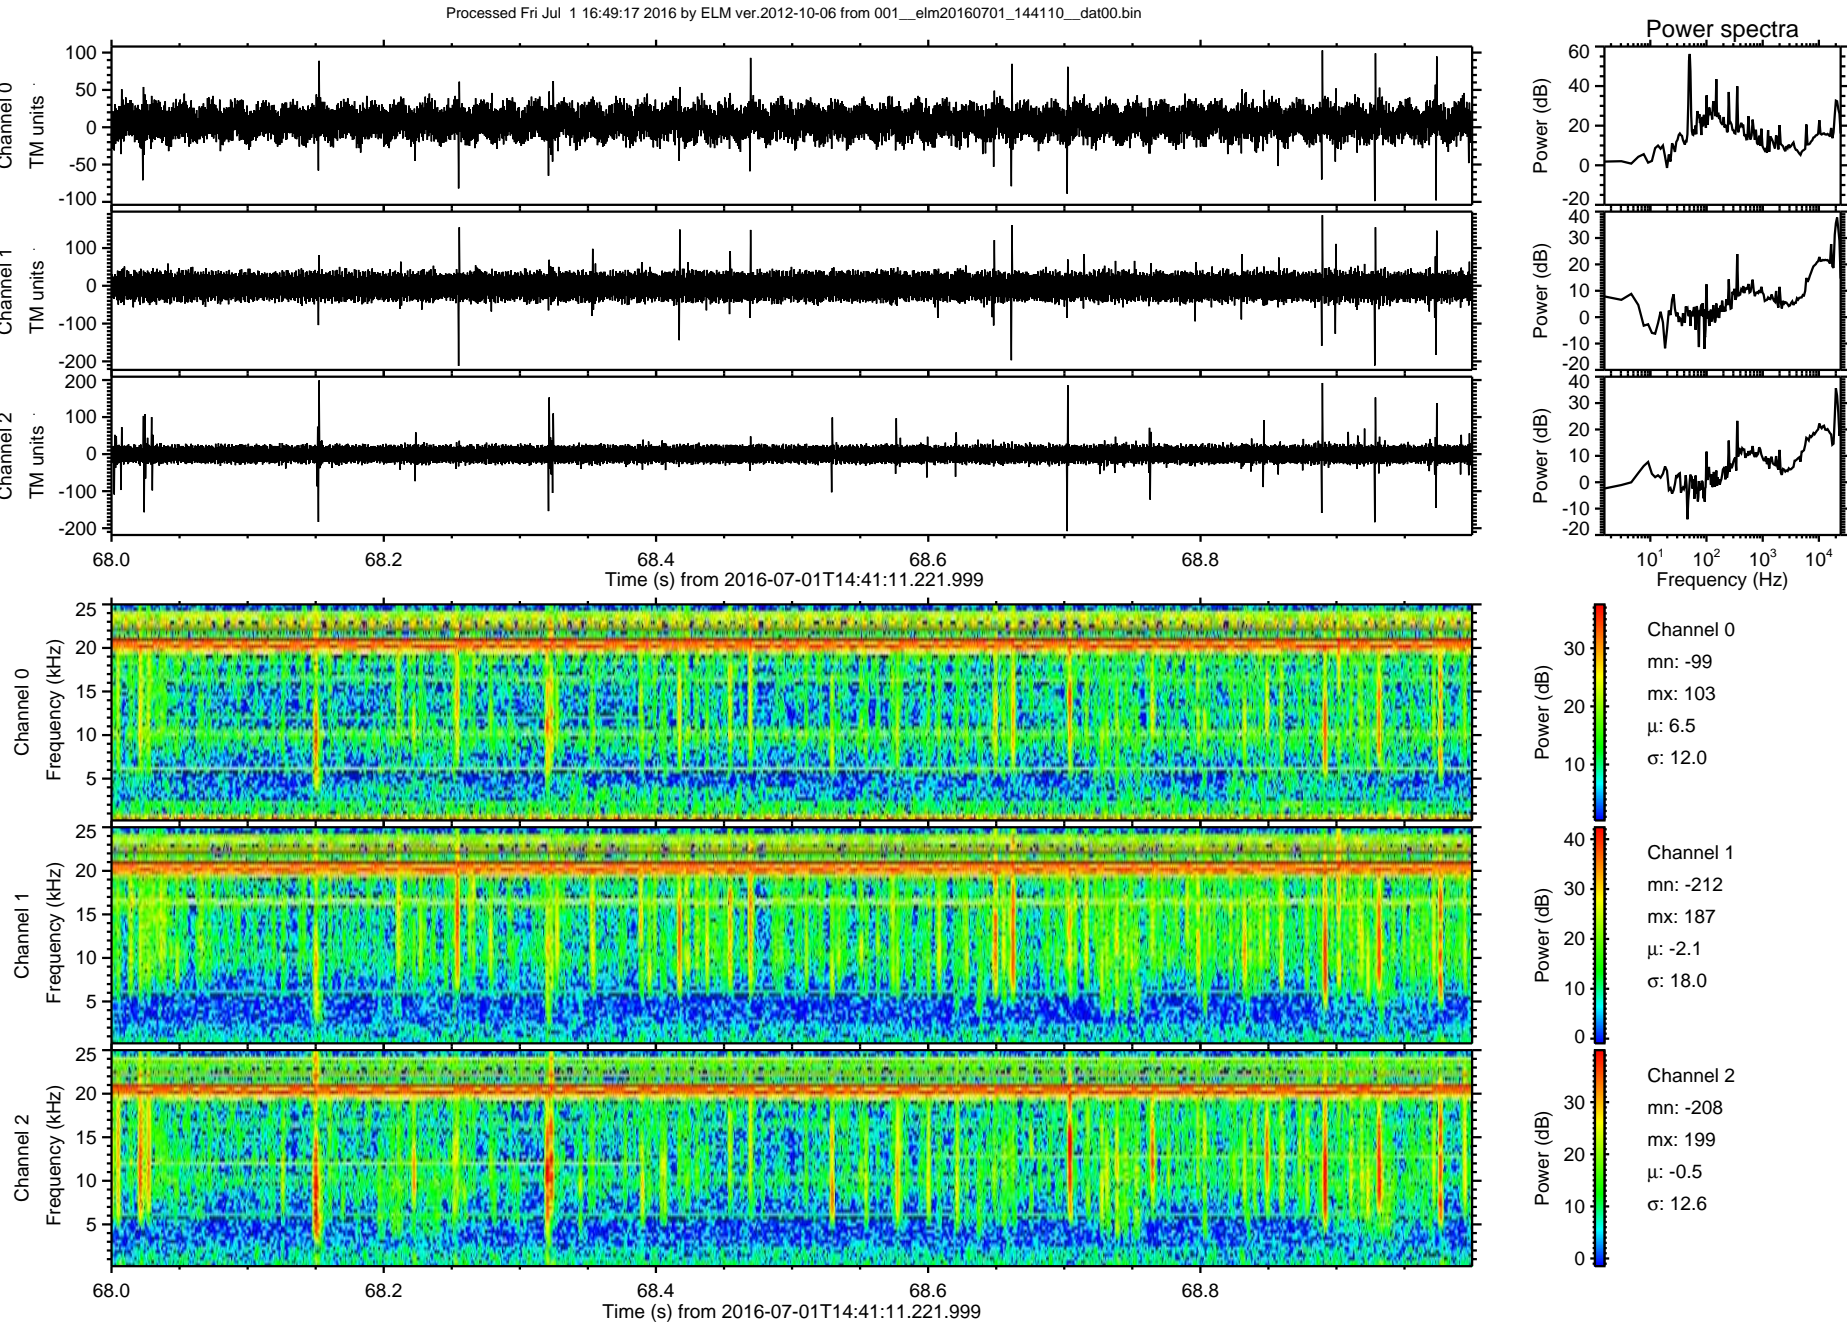 Processed Fri Jul  1 16:49:17 2016 by ELM ver.2012-10-06 from 001__elm20160701_144110__dat00.bin
Power spectra
Channel 0
TM units
100
50
0
-50
-100
Power (dB)
60
40
20
0
-20
Channel 1
TM units
100
0
-100
-200
Power (dB)
40
30
20
10
0
-10
-20
Channel 2
TM units
200
100
0
-100
-200
Power (dB)
40
30
20
10
0
-10
-20
68.0 68.2 68.4 68.6 68.8
Time (s) from 2016-07-01T14:41:11.221.999
10¹ 10² 10³ 10⁴
Frequency (Hz)
Channel 0
Frequency (kHz)
25
20
15
10
5
Power (dB)
30
20
10
Channel 0
mn: -99
mx: 103
μ: 6.5
σ: 12.0
Channel 1
Frequency (kHz)
25
20
15
10
5
Power (dB)
40
30
20
10
0
Channel 1
mn: -212
mx: 187
μ: -2.1
σ: 18.0
Channel 2
Frequency (kHz)
25
20
15
10
5
Power (dB)
30
20
10
0
Channel 2
mn: -208
mx: 199
μ: -0.5
σ: 12.6
68.0 68.2 68.4 68.6 68.8
Time (s) from 2016-07-01T14:41:11.221.999